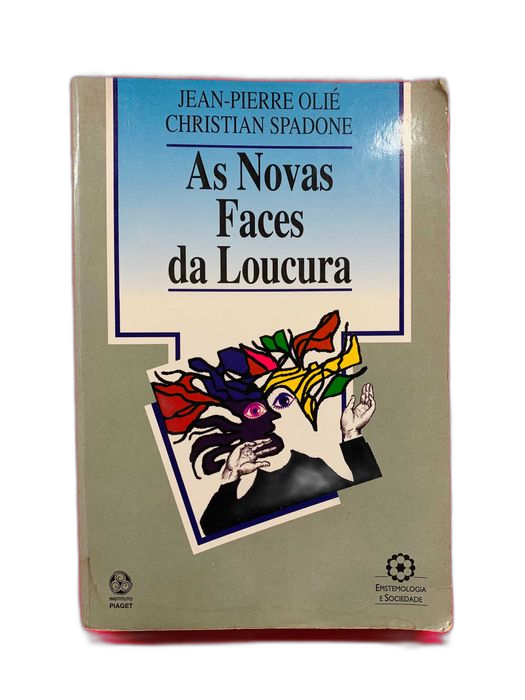 JEAN-PIERRE OLIÉ
CHRISTIAN SPADONE
As Novas
Faces
da Loucura
INSTITUTO
PIAGET
EPISTEMOLOGIA
E SOCIEDADE